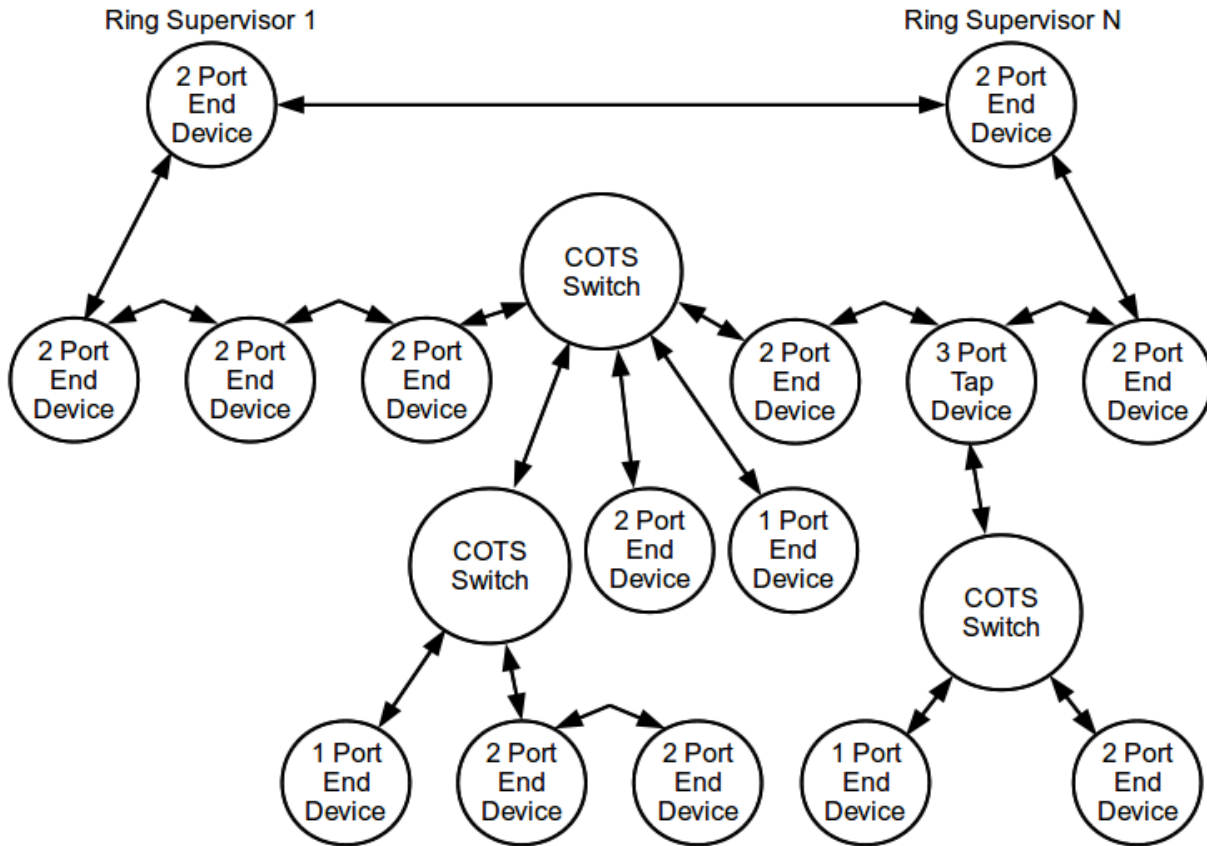 Ring Supervisor 1
Ring Supervisor N
2 Port
End
Device
2 Port
End
Device
COTS
Switch
2 Port
End
Device
2 Port
End
Device
2 Port
End
Device
2 Port
End
Device
3 Port
Tap
Device
2 Port
End
Device
COTS
Switch
2 Port
End
Device
1 Port
End
Device
COTS
Switch
1 Port
End
Device
2 Port
End
Device
2 Port
End
Device
1 Port
End
Device
2 Port
End
Device